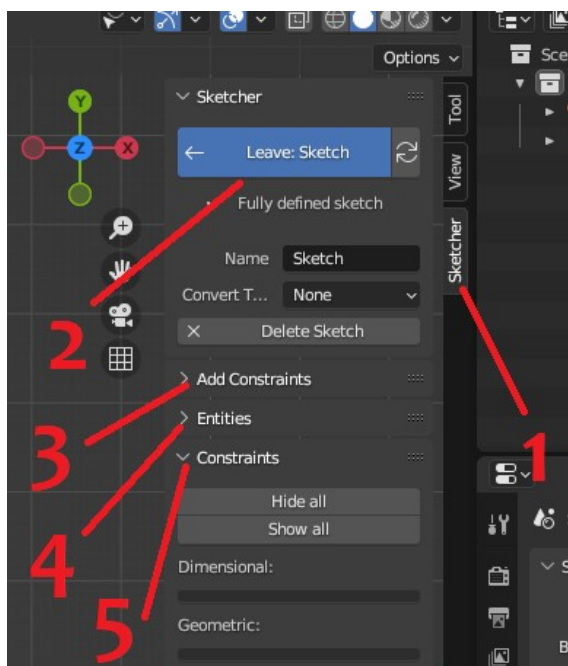 Options
Sce
Y
Z
X
Sketcher
Leave: Sketch
Fully defined sketch
Name
Sketch
Convert T...
None
Delete Sketch
Add Constraints
Entities
Constraints
Hide all
Show all
Dimensional:
Geometric:
Tool
View
Sketcher
1
2
3
4
5
S
B